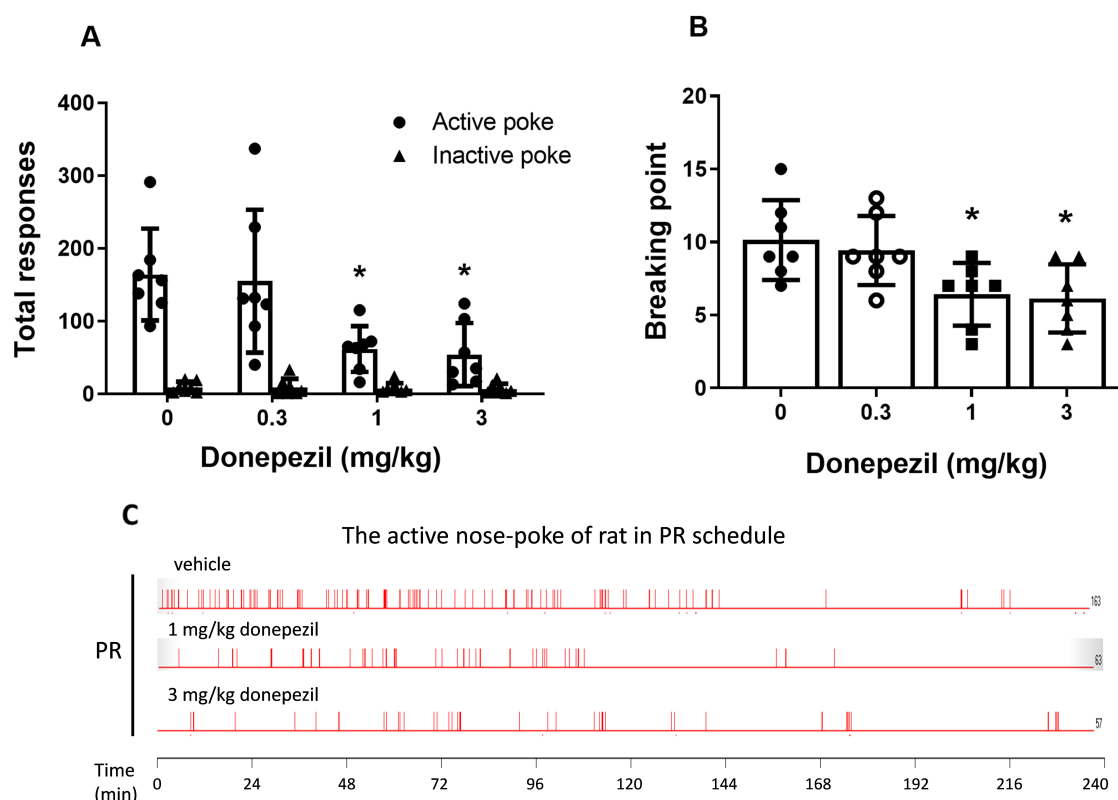 A
400
300
200
100
0
Total responses
Active poke
Inactive poke
*
*
0
0.3
1
3
Donepezil (mg/kg)
B
20
15
10
5
0
Breaking point
*
*
0
0.3
1
3
Donepezil (mg/kg)
C
The active nose-poke of rat in PR schedule
PR
vehicle
163
1 mg/kg donepezil
63
3 mg/kg donepezil
57
Time
(min)
0 24 48 72 96 120 144 168 192 216 240